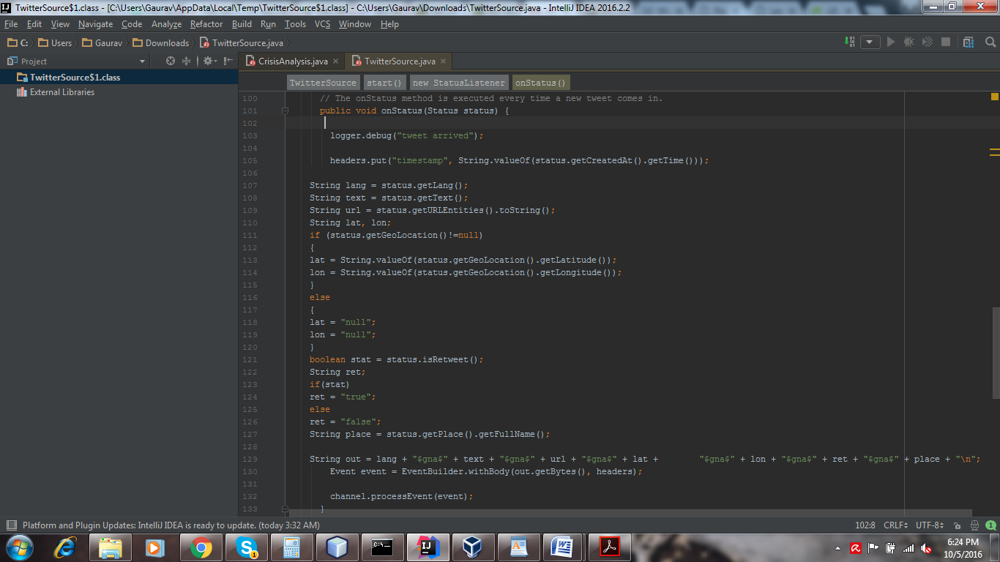 TwitterSource$1.class - [C:\Users\Gaurav\AppData\Local\Temp\TwitterSource$1.class] - C:\Users\Gaurav\Downloads\TwitterSource.java - IntelliJ IDEA 2016.2.2
File Edit View Navigate Code Analyze Refactor Build Run Tools VCS Window Help
C: Users Gaurav Downloads TwitterSource.java
Project
CrisisAnalysis.java TwitterSource.java
TwitterSource$1.class
External Libraries
TwitterSource start() new StatusListener onStatus()
100 // The onStatus method is executed every time a new tweet comes in.
101 public void onStatus(Status status) {
102
103 logger.debug("tweet arrived");
104
105 headers.put("timestamp", String.valueOf(status.getCreatedAt().getTime()));
106
107 String lang = status.getLang();
108 String text = status.getText();
109 String url = status.getURLEntities().toString();
110 String lat, lon;
111 if (status.getGeoLocation()!=null)
112 {
113 lat = String.valueOf(status.getGeoLocation().getLatitude());
114 lon = String.valueOf(status.getGeoLocation().getLongitude());
115 }
116 else
117 {
118 lat = "null";
119 lon = "null";
120 }
121 boolean stat = status.isRetweet();
122 String ret;
123 if(stat)
124 ret = "true";
125 else
126 ret = "false";
127 String place = status.getPlace().getFullName();
128
129 String out = lang + "$gna$" + text + "$gna$" + url + "$gna$" + lat + "$gna$" + lon + "$gna$" + ret + "$gna$" + place + "\n";
130 Event event = EventBuilder.withBody(out.getBytes(), headers);
131
132 channel.processEvent(event);
133 }
Platform and Plugin Updates: IntelliJ IDEA is ready to update. (today 3:32 AM) 102:8 CRLF UTF-8 1
6:24 PM
10/5/2016